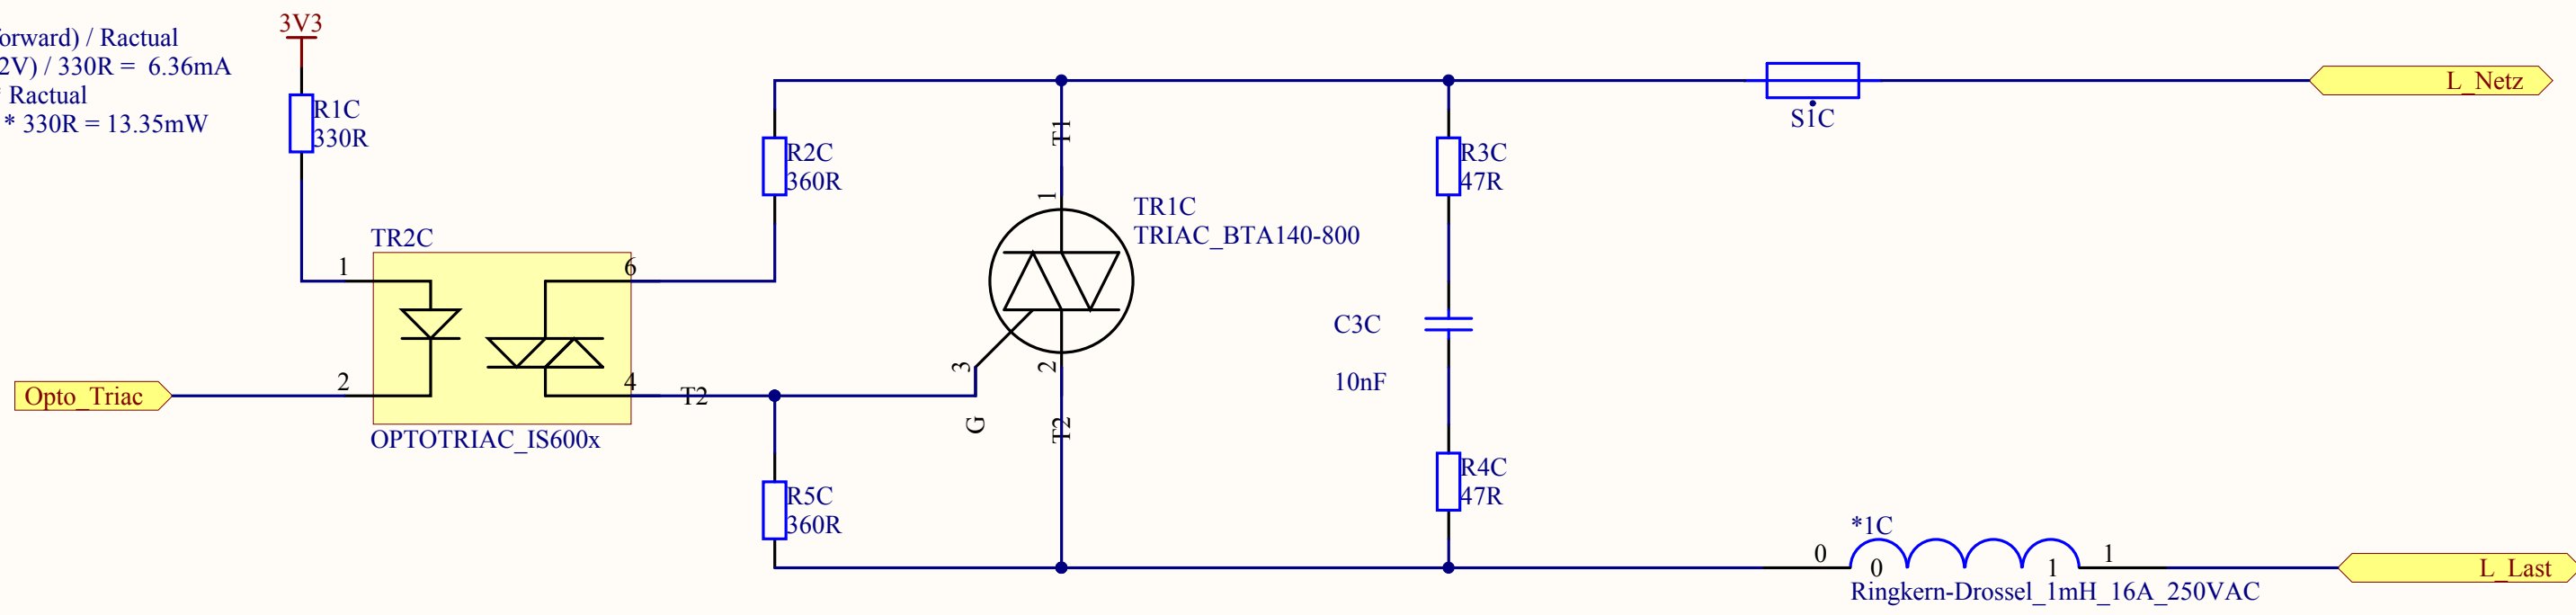 3V3
orward) / Ractual
2V) / 330R =  6.36mA
* Ractual
* 330R = 13.35mW
R1C
330R
TR2C
1
2
6
4
T2
OPTOTRIAC_IS600x
Opto_Triac
R2C
360R
R5C
360R
T1
1
TR1C
TRIAC_BTA140-800
3
2
G
T2
R3C
47R
C3C
10nF
R4C
47R
S1C
L_Netz
*1C
0
0
1
1
Ringkern-Drossel_1mH_16A_250VAC
L_Last